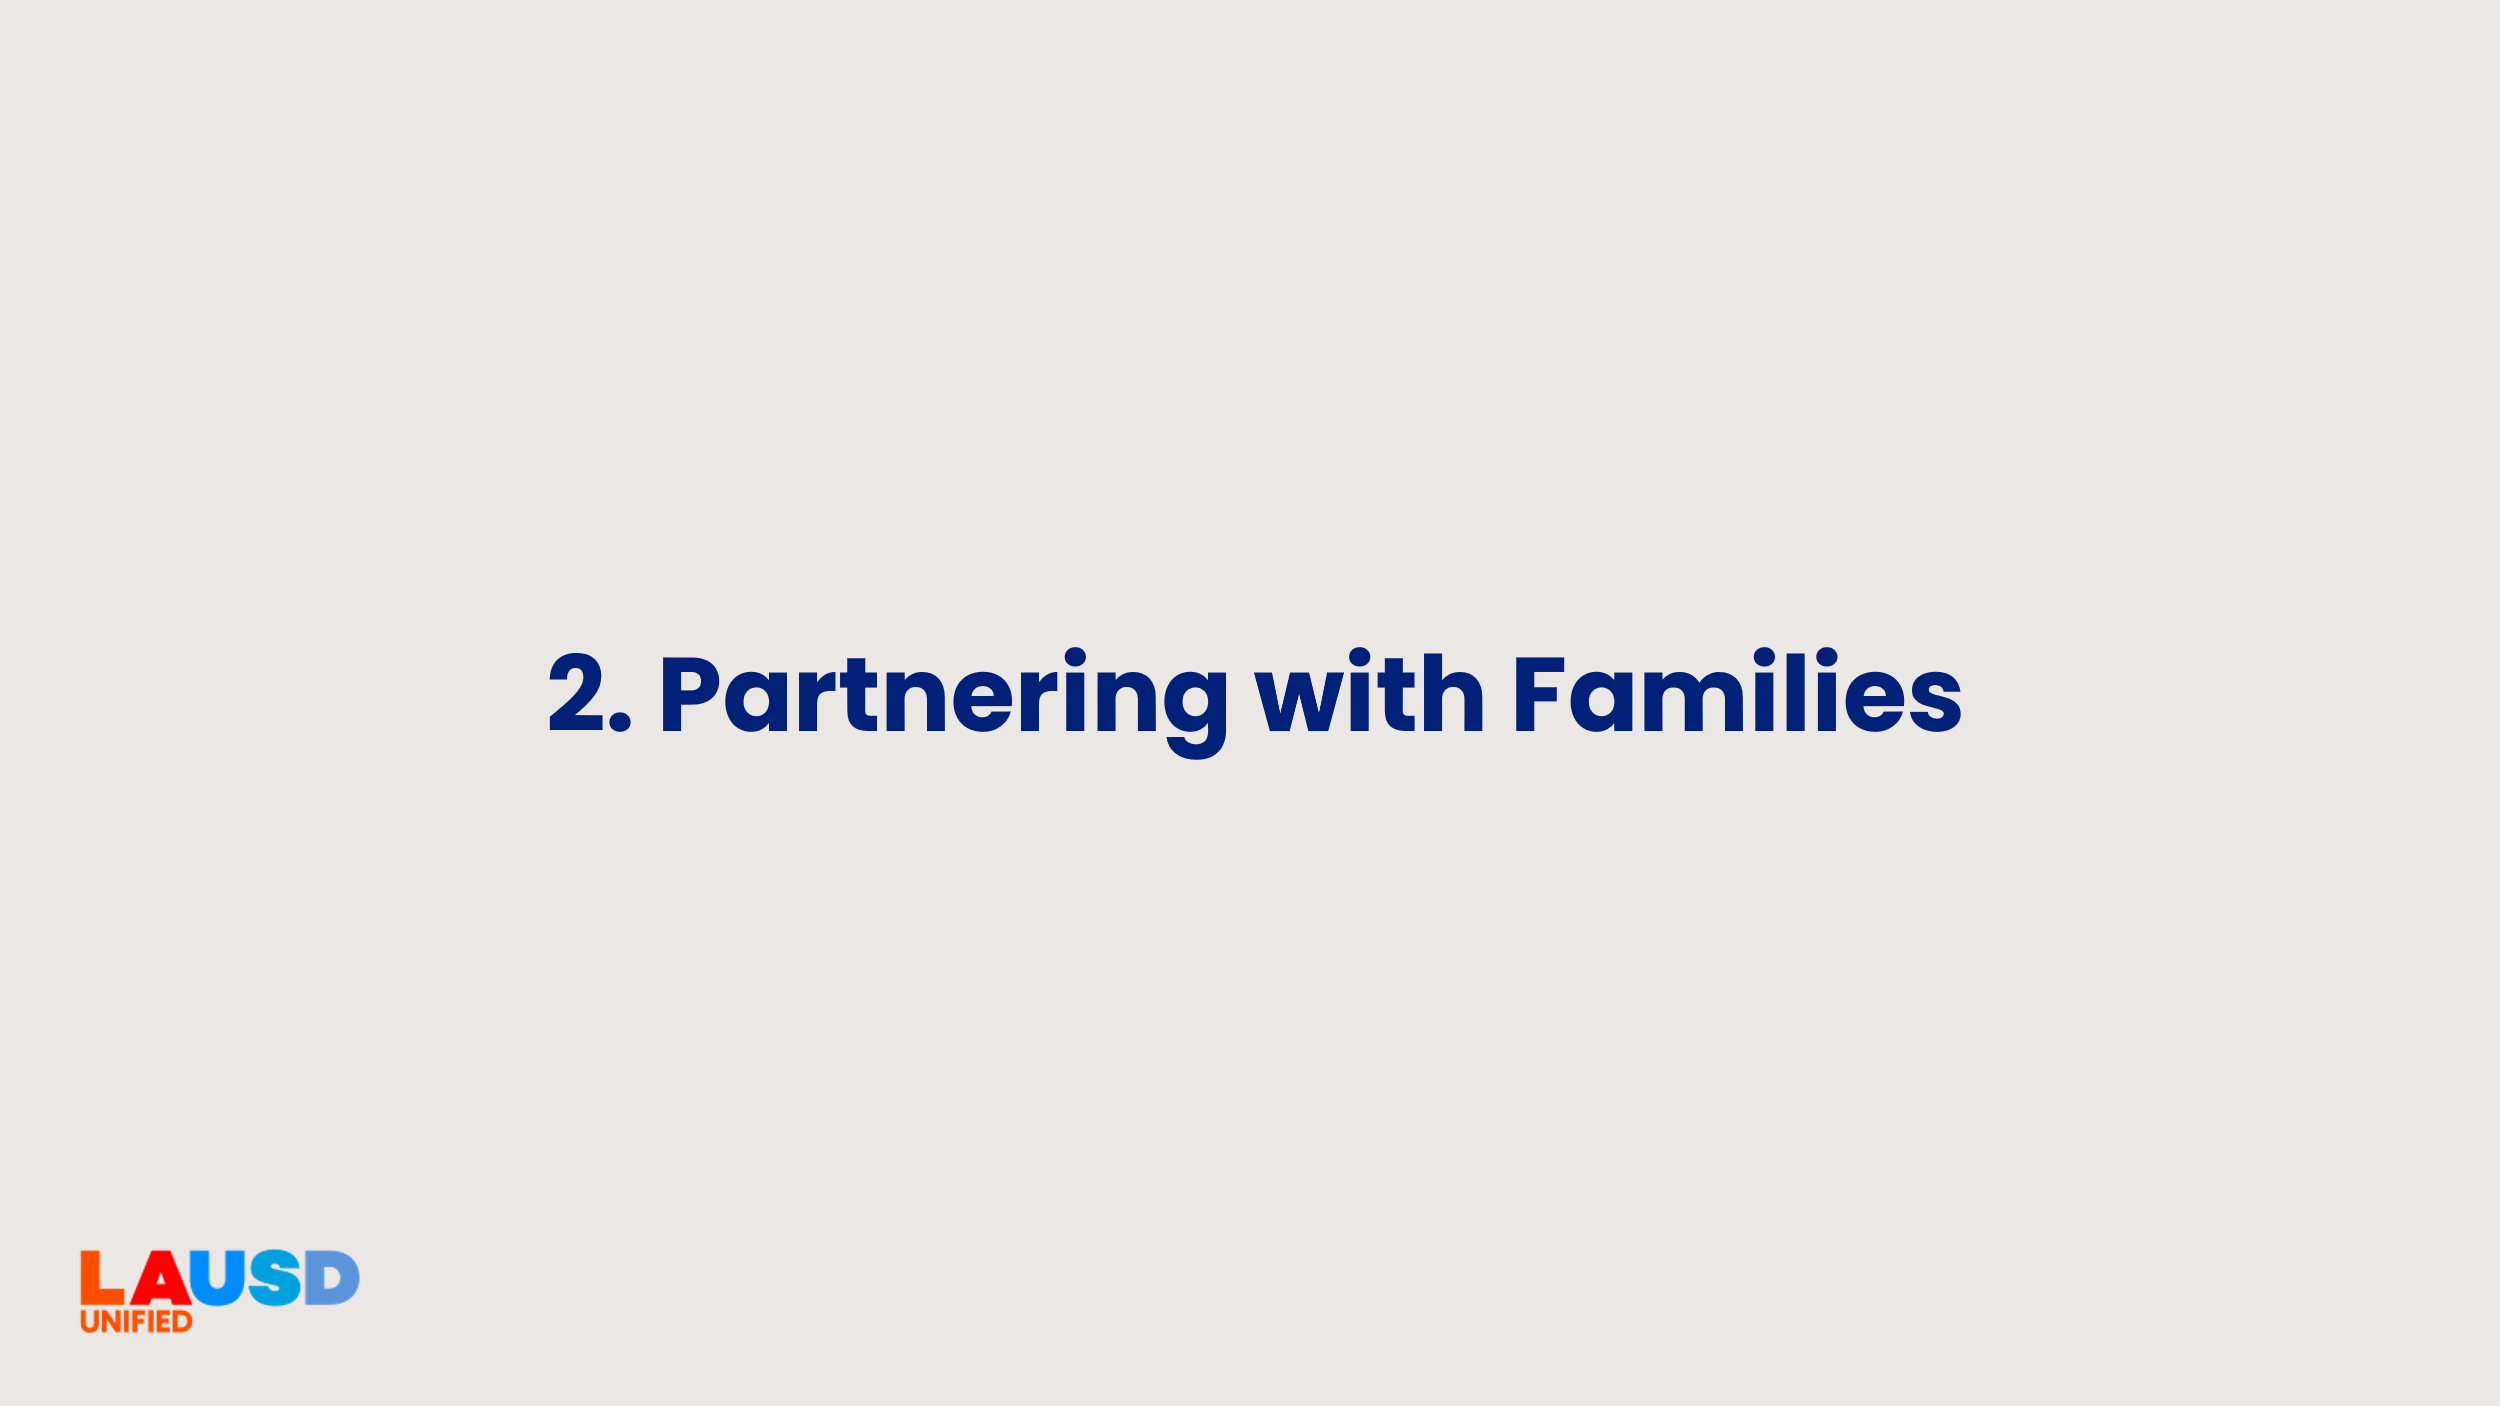 2. Partnering with Families
LAUSD
UNIFIED